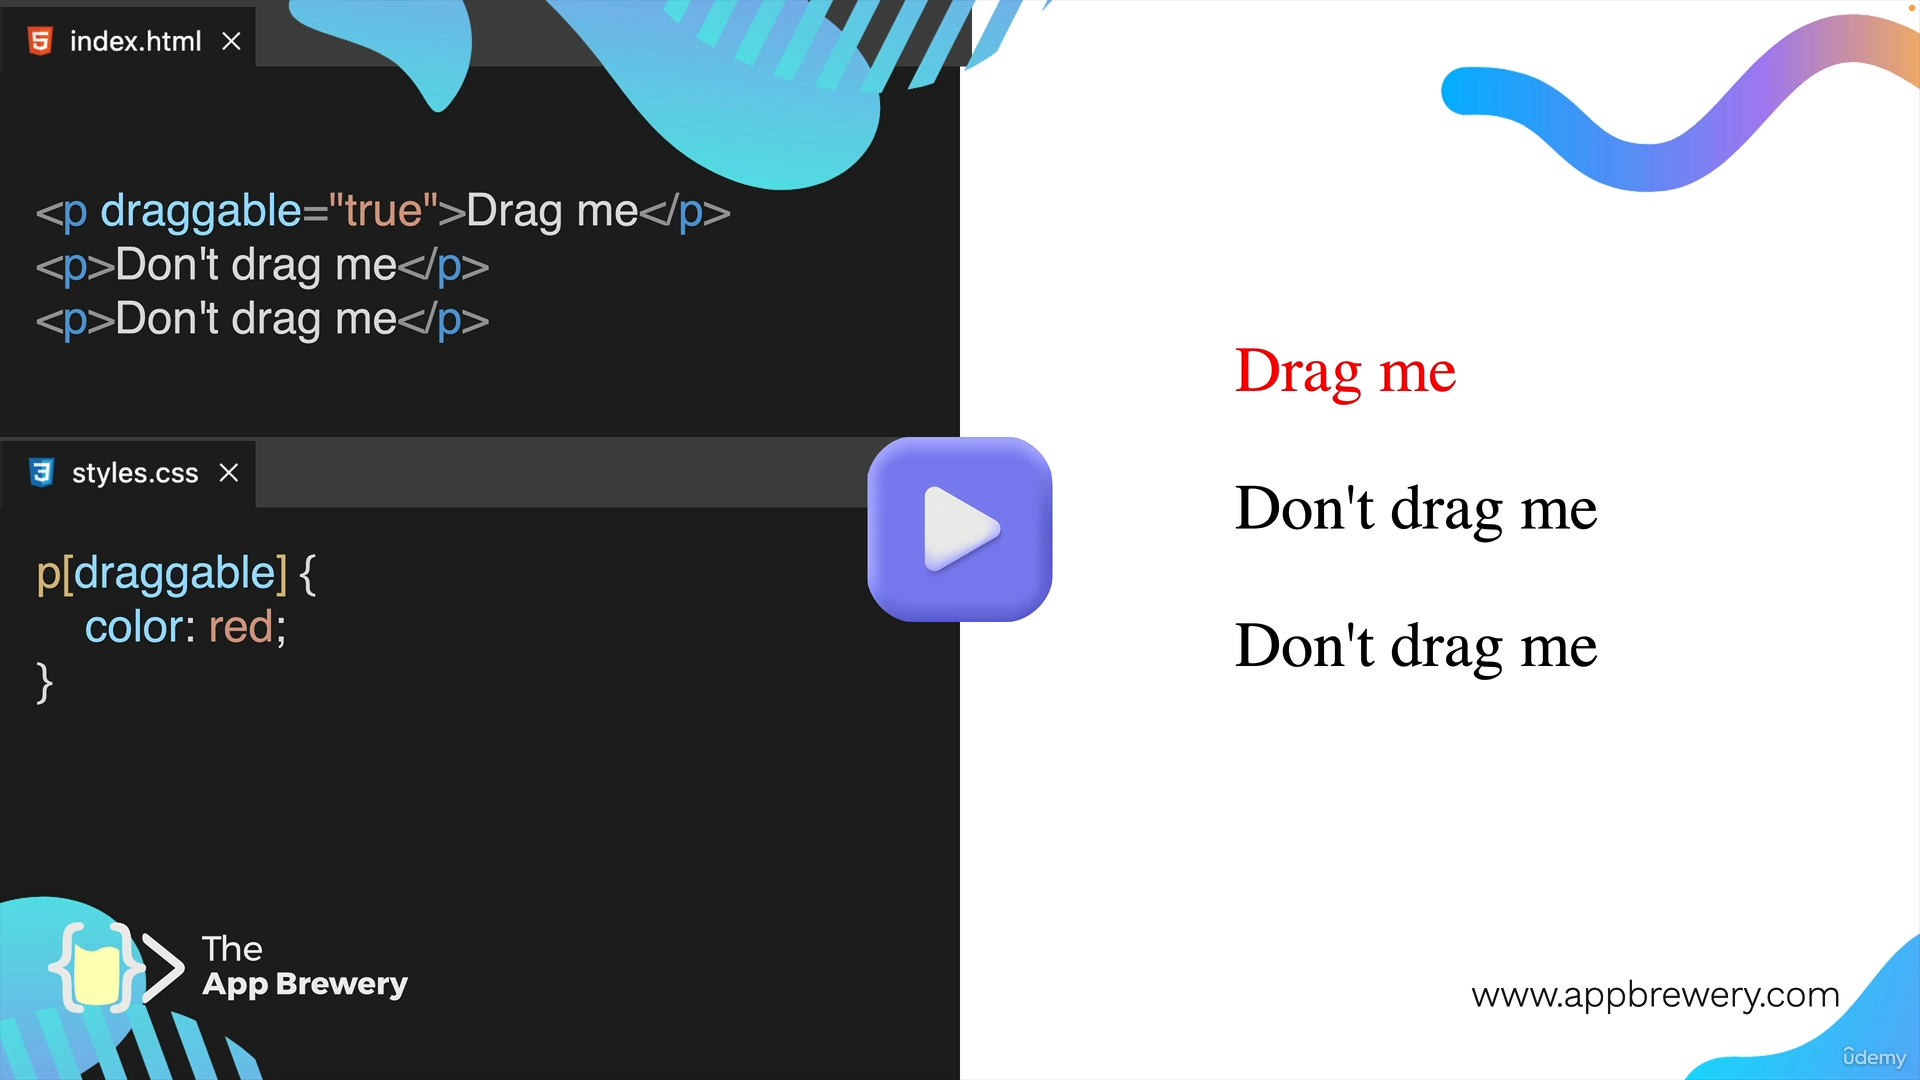 index.html
<p draggable="true">Drag me</p>
<p>Don't drag me</p>
<p>Don't drag me</p>
styles.css
p[draggable] {
color: red;
}
The
App Brewery
Drag me
Don't drag me
Don't drag me
www.appbrewery.com
ûdemy